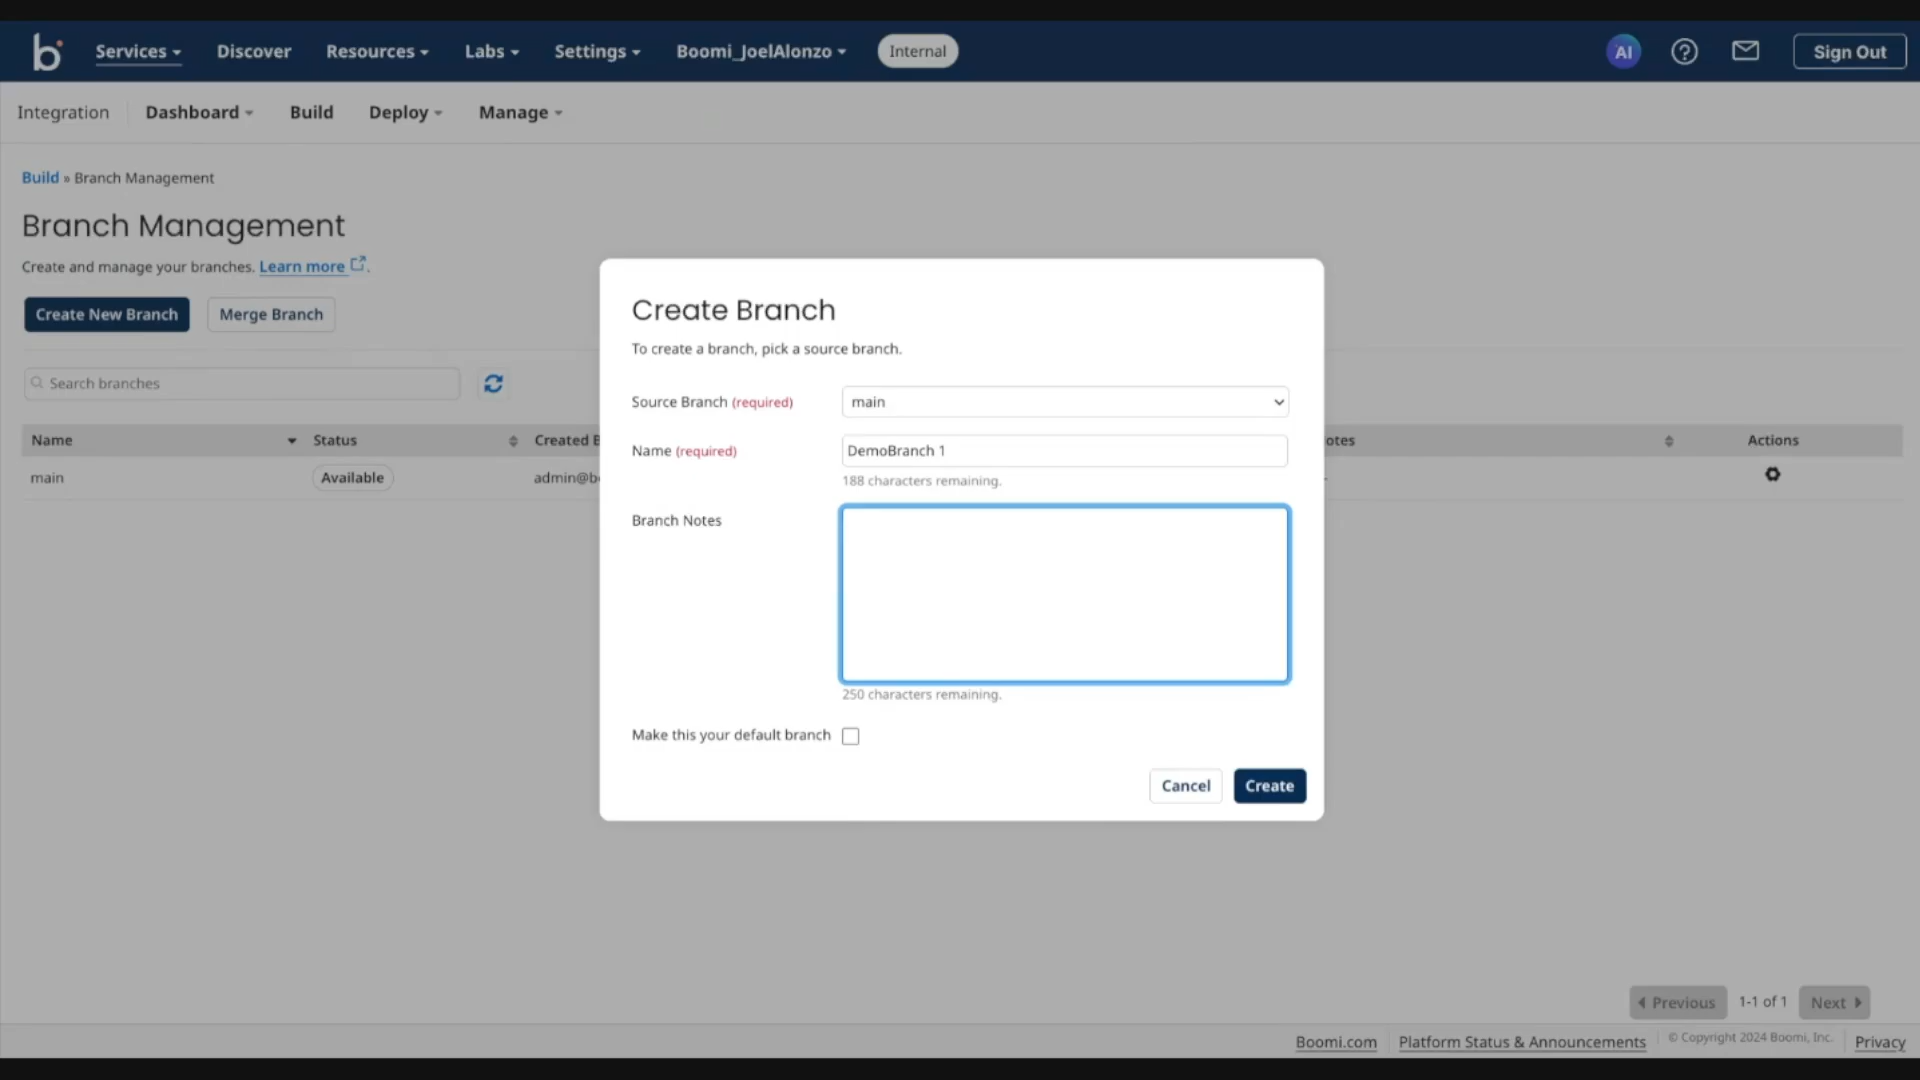 b Services Discover Resources Labs Settings Boomi_JoelAlonzo Internal AI ? Sign Out
Integration Dashboard Build Deploy Manage
Build » Branch Management
Branch Management
Create and manage your branches. Learn more .
Create New Branch Merge Branch
Search branches
Name Status Created B otes Actions
main Available admin@b
Create Branch
To create a branch, pick a source branch.
Source Branch (required) main
Name (required) DemoBranch 1
188 characters remaining.
Branch Notes
250 characters remaining.
Make this your default branch
Cancel Create
Previous 1-1 of 1 Next
Boomi.com Platform Status & Announcements © Copyright 2024 Boomi, Inc. Privacy